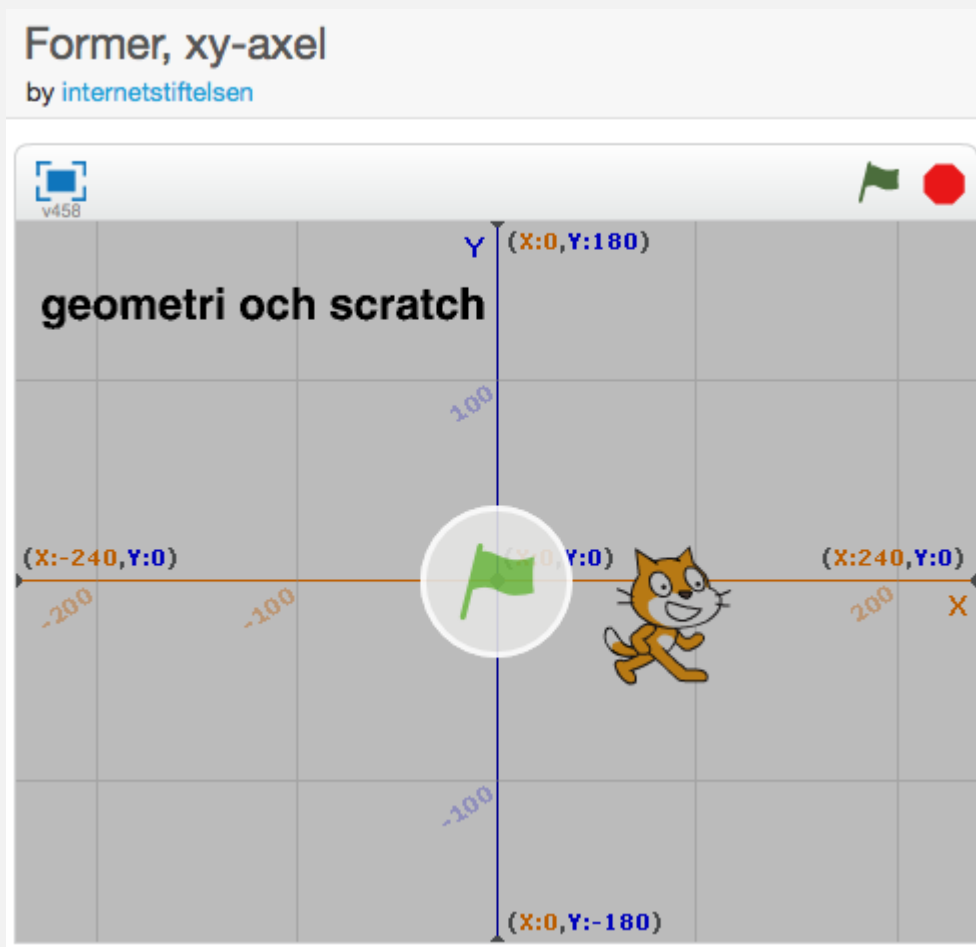 Former, xy-axel
by internetstiftelsen
v458
Y (X:0,Y:180)
geometri och scratch
100
(X:-240,Y:0)
(X:0,Y:0)
(X:240,Y:0)
-200
-100
200
X
-100
(X:0,Y:-180)